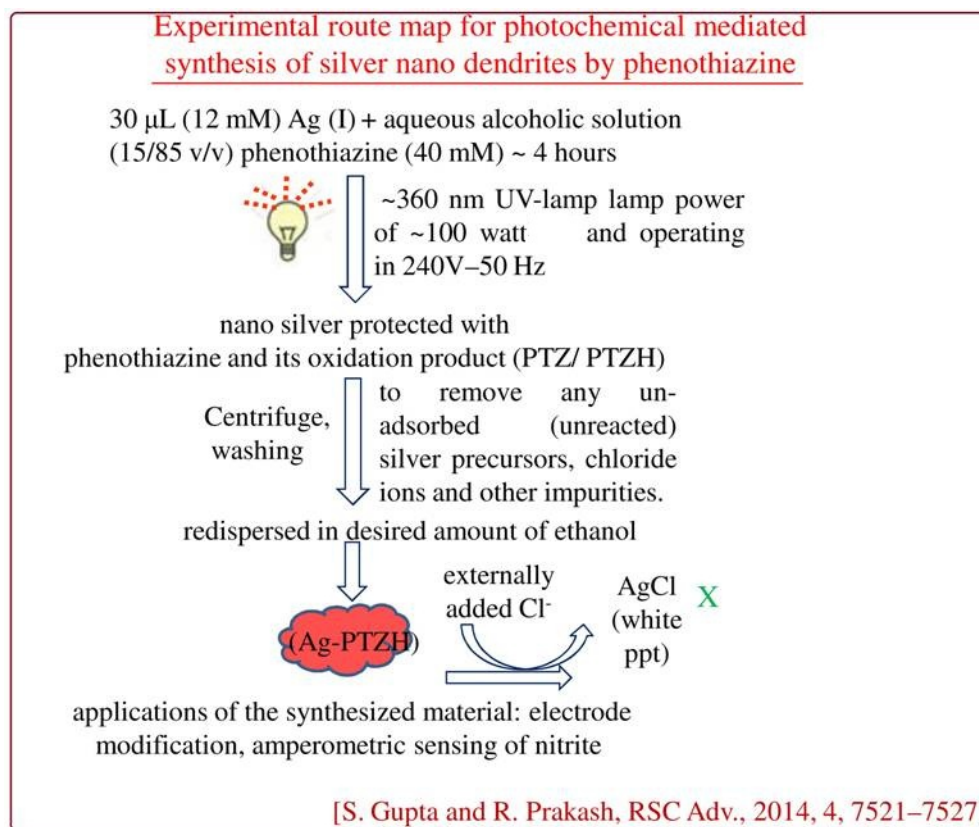 Experimental route map for photochemical mediated
synthesis of silver nano dendrites by phenothiazine
30 μL (12 mM) Ag (I) + aqueous alcoholic solution
(15/85 v/v) phenothiazine (40 mM) ~ 4 hours
~360 nm UV-lamp lamp power
of ~100 watt and operating
in 240V–50 Hz
nano silver protected with
phenothiazine and its oxidation product (PTZ/ PTZH)
Centrifuge,
washing
to remove any un-
adsorbed (unreacted)
silver precursors, chloride
ions and other impurities.
redispersed in desired amount of ethanol
(Ag-PTZH)
externally
added Cl-
AgCl
(white
ppt)
X
applications of the synthesized material: electrode
modification, amperometric sensing of nitrite
[S. Gupta and R. Prakash, RSC Adv., 2014, 4, 7521–7527